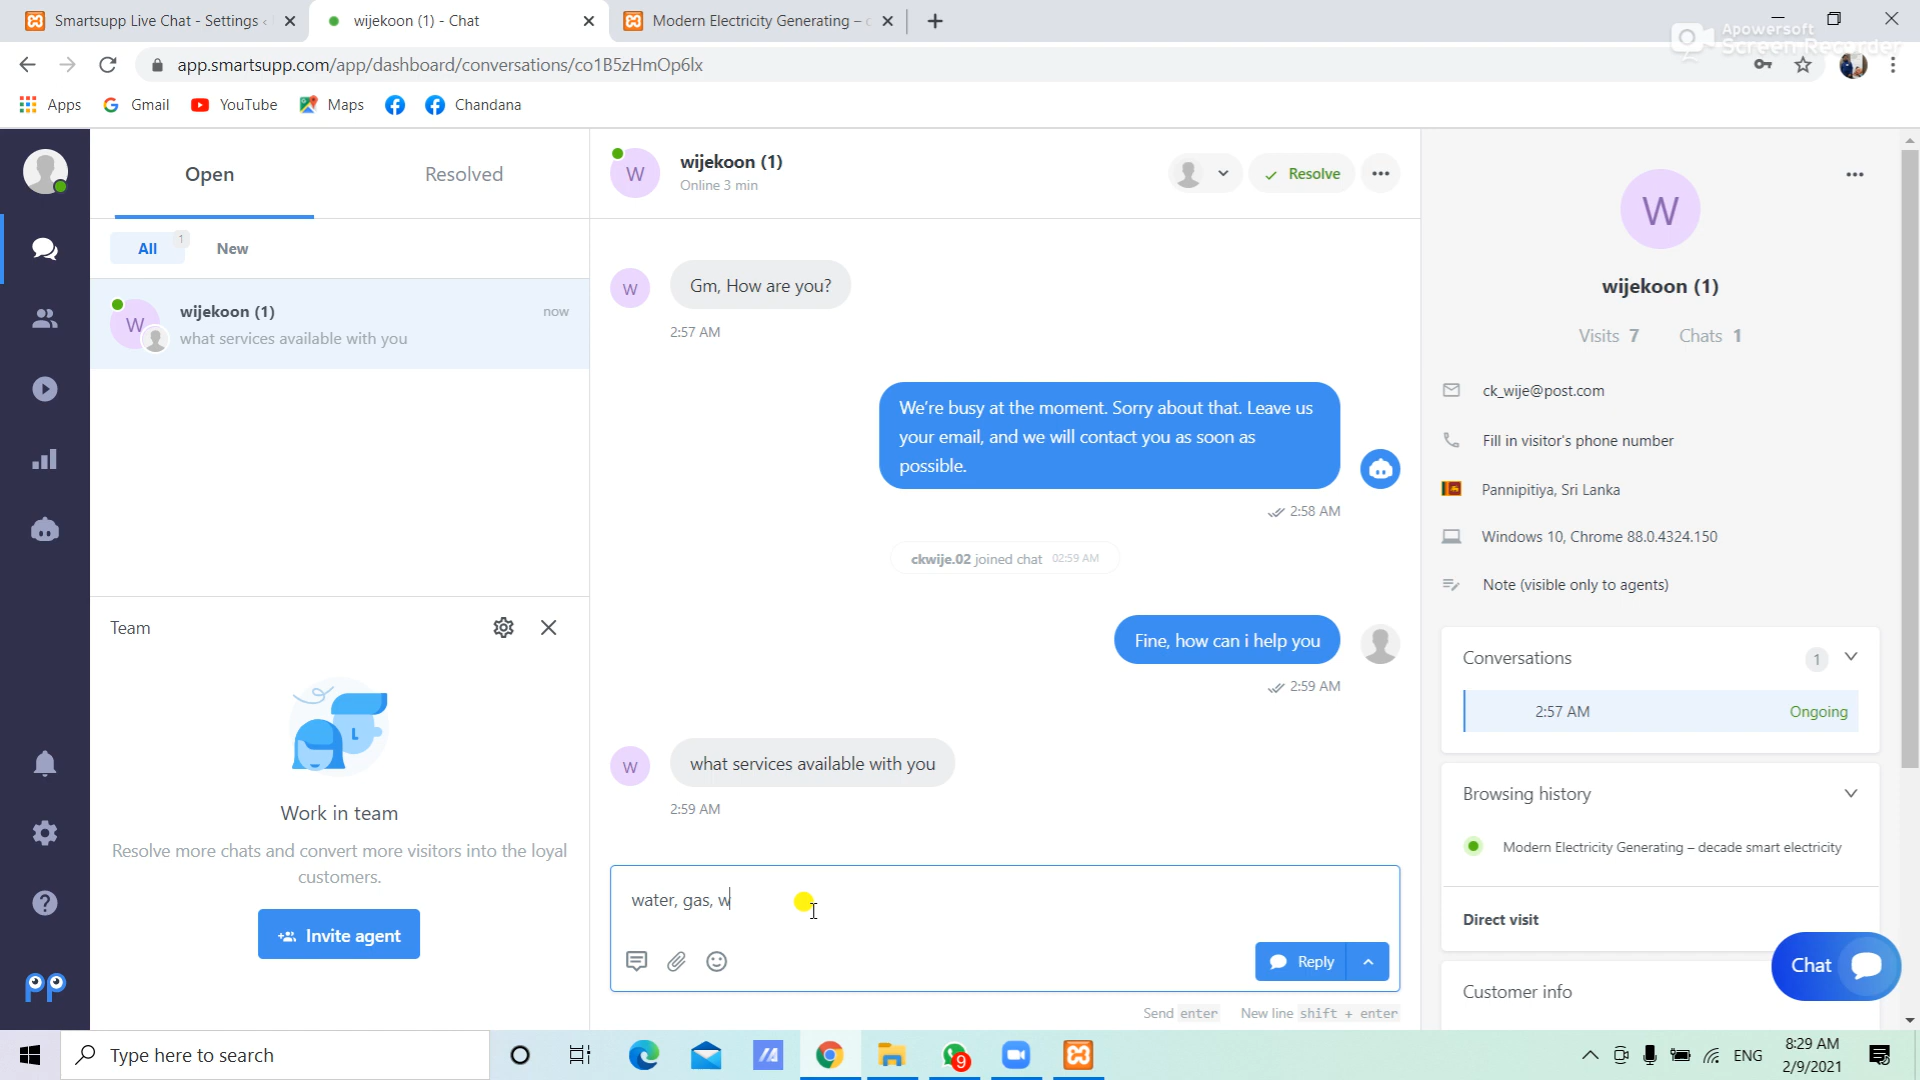 Smartsupp Live Chat - Settings ‹
wijekoon (1) - Chat
Modern Electricity Generating –
Apowersoft
Screen Recorder
app.smartsupp.com/app/dashboard/conversations/co1B5zHmOp6lx
Apps
Gmail
YouTube
Maps
Chandana
Open
Resolved
All
1
New
W
wijekoon (1)
now
what services available with you
Team
Work in team
Resolve more chats and convert more visitors into the loyal
customers.
Invite agent
W
wijekoon (1)
Online 3 min
Resolve
W
Gm, How are you?
2:57 AM
We're busy at the moment. Sorry about that. Leave us
your email, and we will contact you as soon as
possible.
2:58 AM
ckwije.02 joined chat 02:59 AM
Fine, how can i help you
2:59 AM
W
what services available with you
2:59 AM
water, gas, w
Reply
Send enter
New line shift + enter
W
wijekoon (1)
Visits 7
Chats 1
ck_wije@post.com
Fill in visitor's phone number
Pannipitiya, Sri Lanka
Windows 10, Chrome 88.0.4324.150
Note (visible only to agents)
Conversations
1
2:57 AM
Ongoing
Browsing history
Modern Electricity Generating – decade smart electricity
Direct visit
Chat
Customer info
Type here to search
9
ENG
8:29 AM
2/9/2021